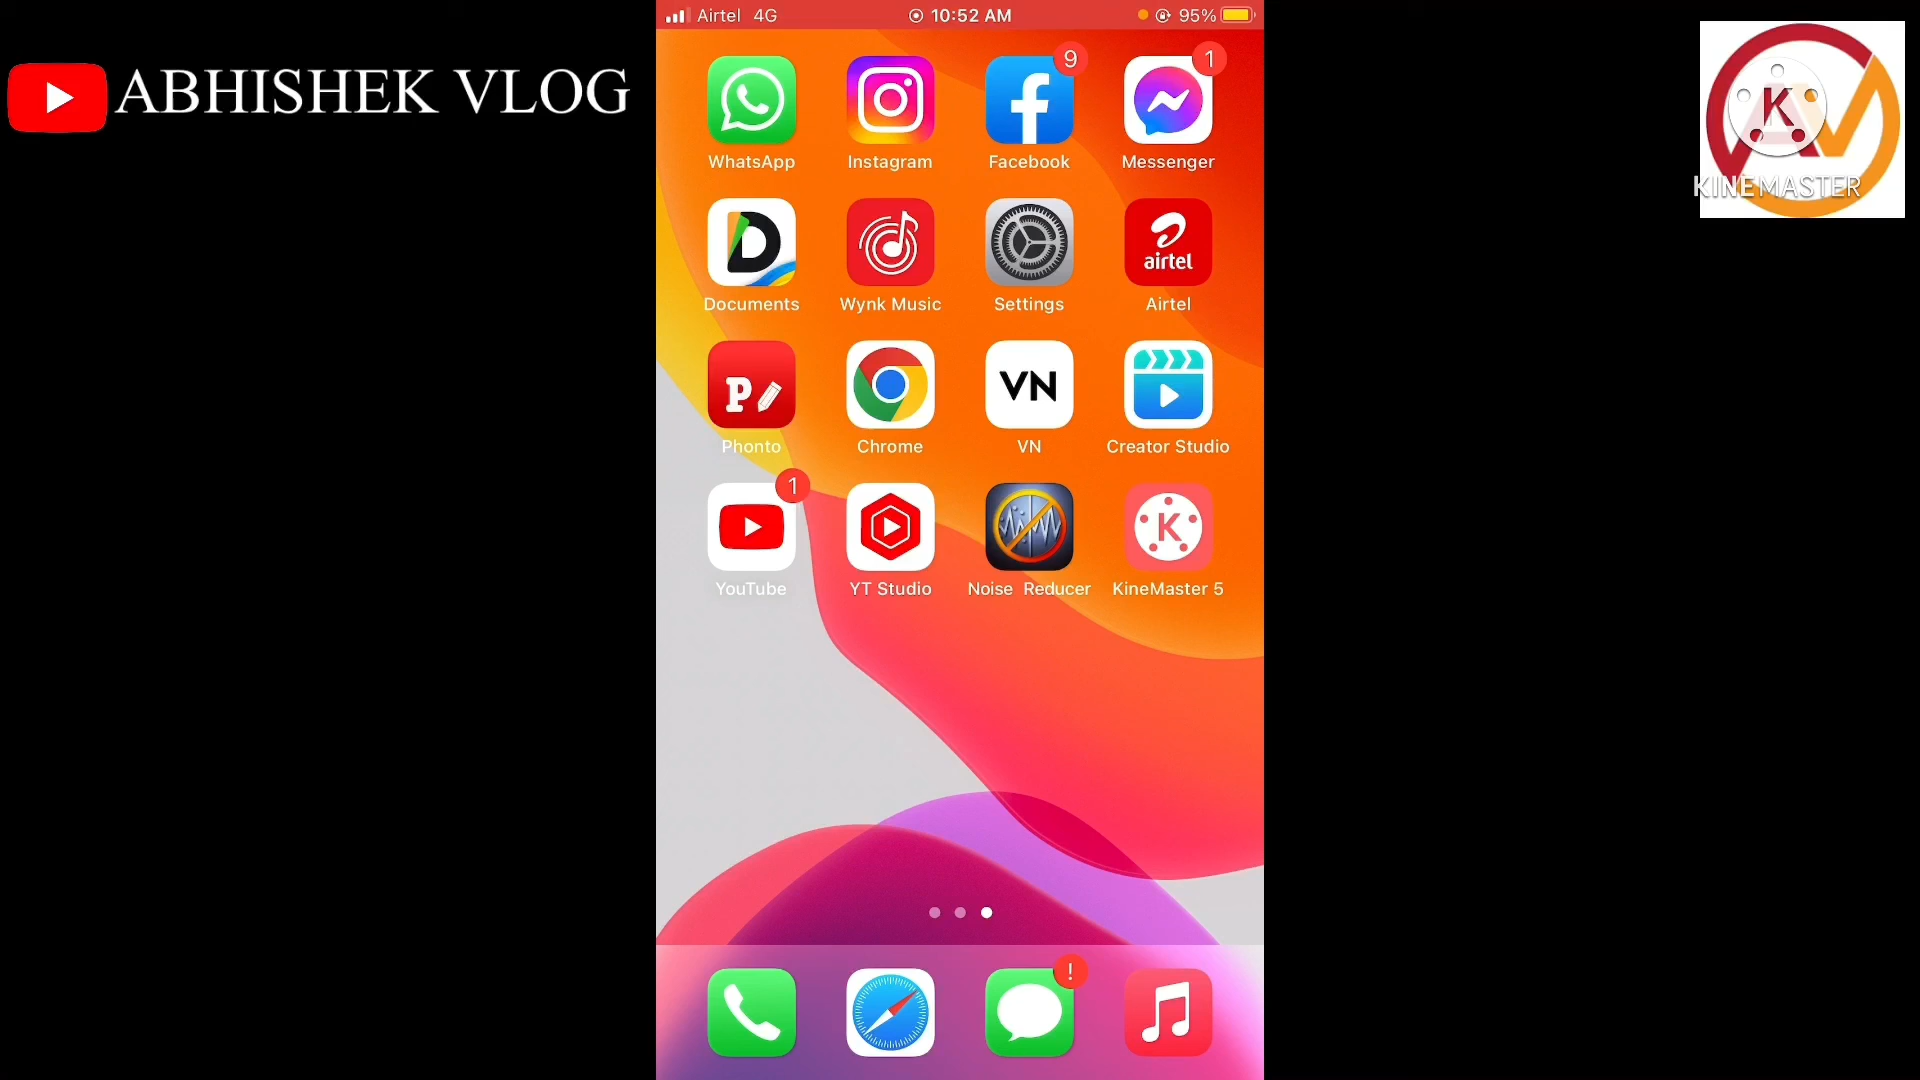 Airtel 4G 10:52 AM 95%
ABHISHEK VLOG
9 1
K
KINEMASTER
WhatsApp Instagram Facebook Messenger
airtel
Documents Wynk Music Settings Airtel
P VN
Phonto Chrome VN Creator Studio
1
K
YouTube YT Studio Noise Reducer KineMaster 5
!